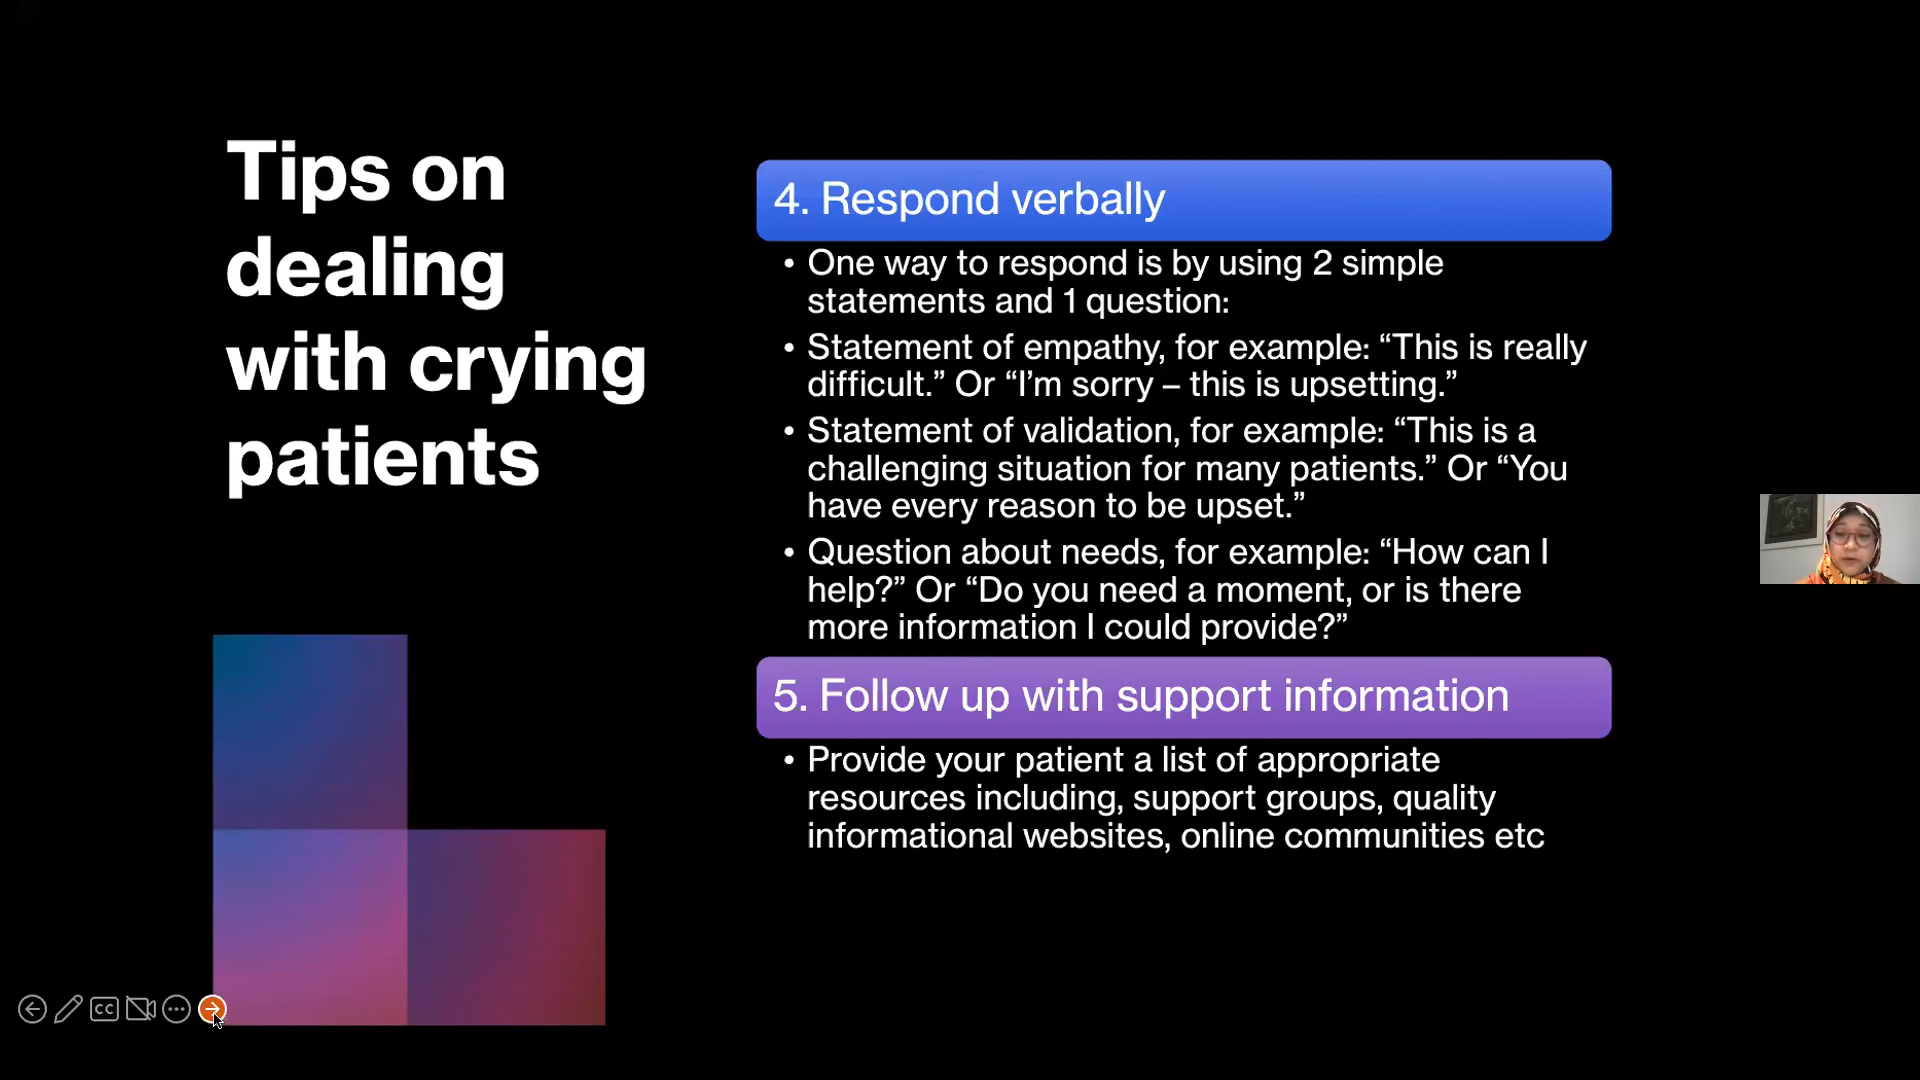 Tips on
dealing
with crying
patients
4. Respond verbally
• One way to respond is by using 2 simple
statements and 1 question:
• Statement of empathy, for example: “This is really
difficult.” Or “I’m sorry – this is upsetting.”
• Statement of validation, for example: “This is a
challenging situation for many patients.” Or “You
have every reason to be upset.”
• Question about needs, for example: “How can I
help?” Or “Do you need a moment, or is there
more information I could provide?”
5. Follow up with support information
• Provide your patient a list of appropriate
resources including, support groups, quality
informational websites, online communities etc
CC